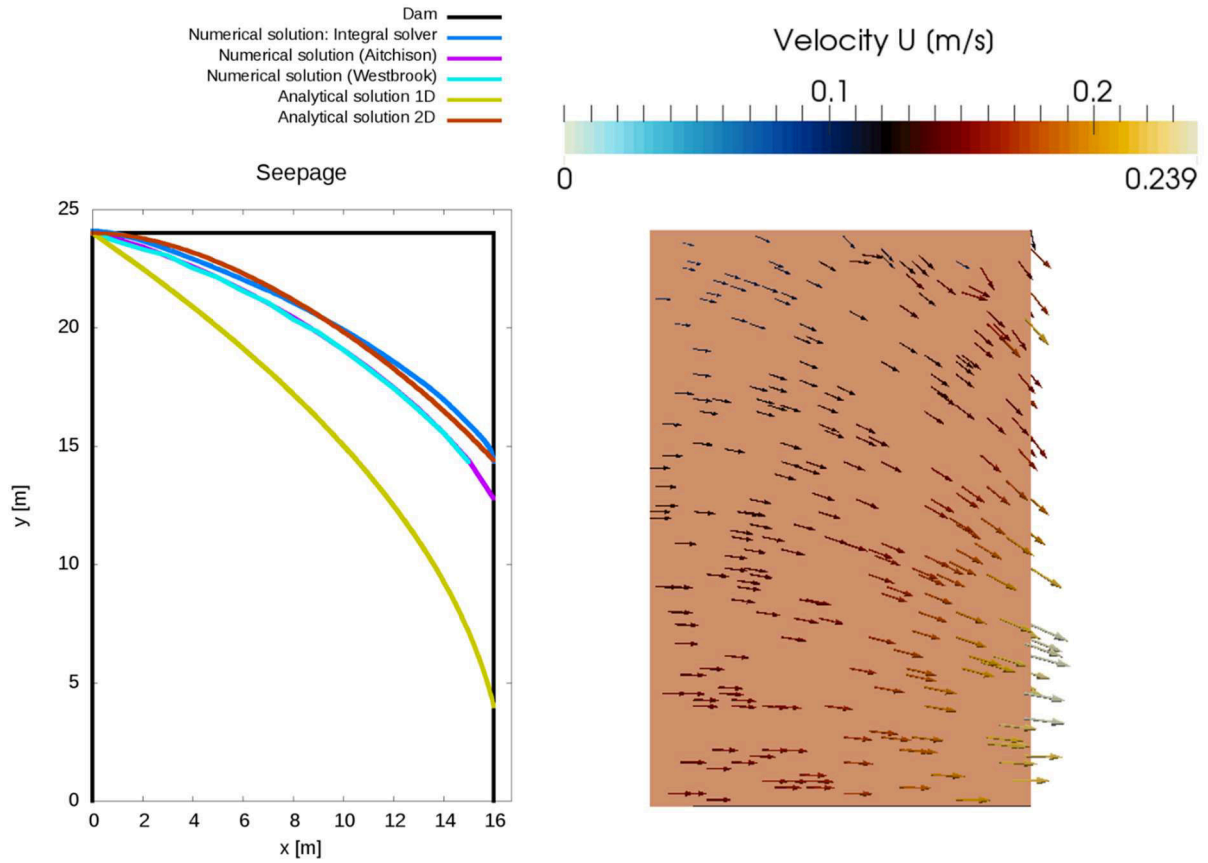 Dam
Numerical solution: Integral solver
Numerical solution (Aitchison)
Numerical solution (Westbrook)
Analytical solution 1D
Analytical solution 2D
Seepage
25
20
15
10
5
0
y [m]
0 2 4 6 8 10 12 14 16
x [m]
Velocity U (m/s)
0.1 0.2
0 0.239